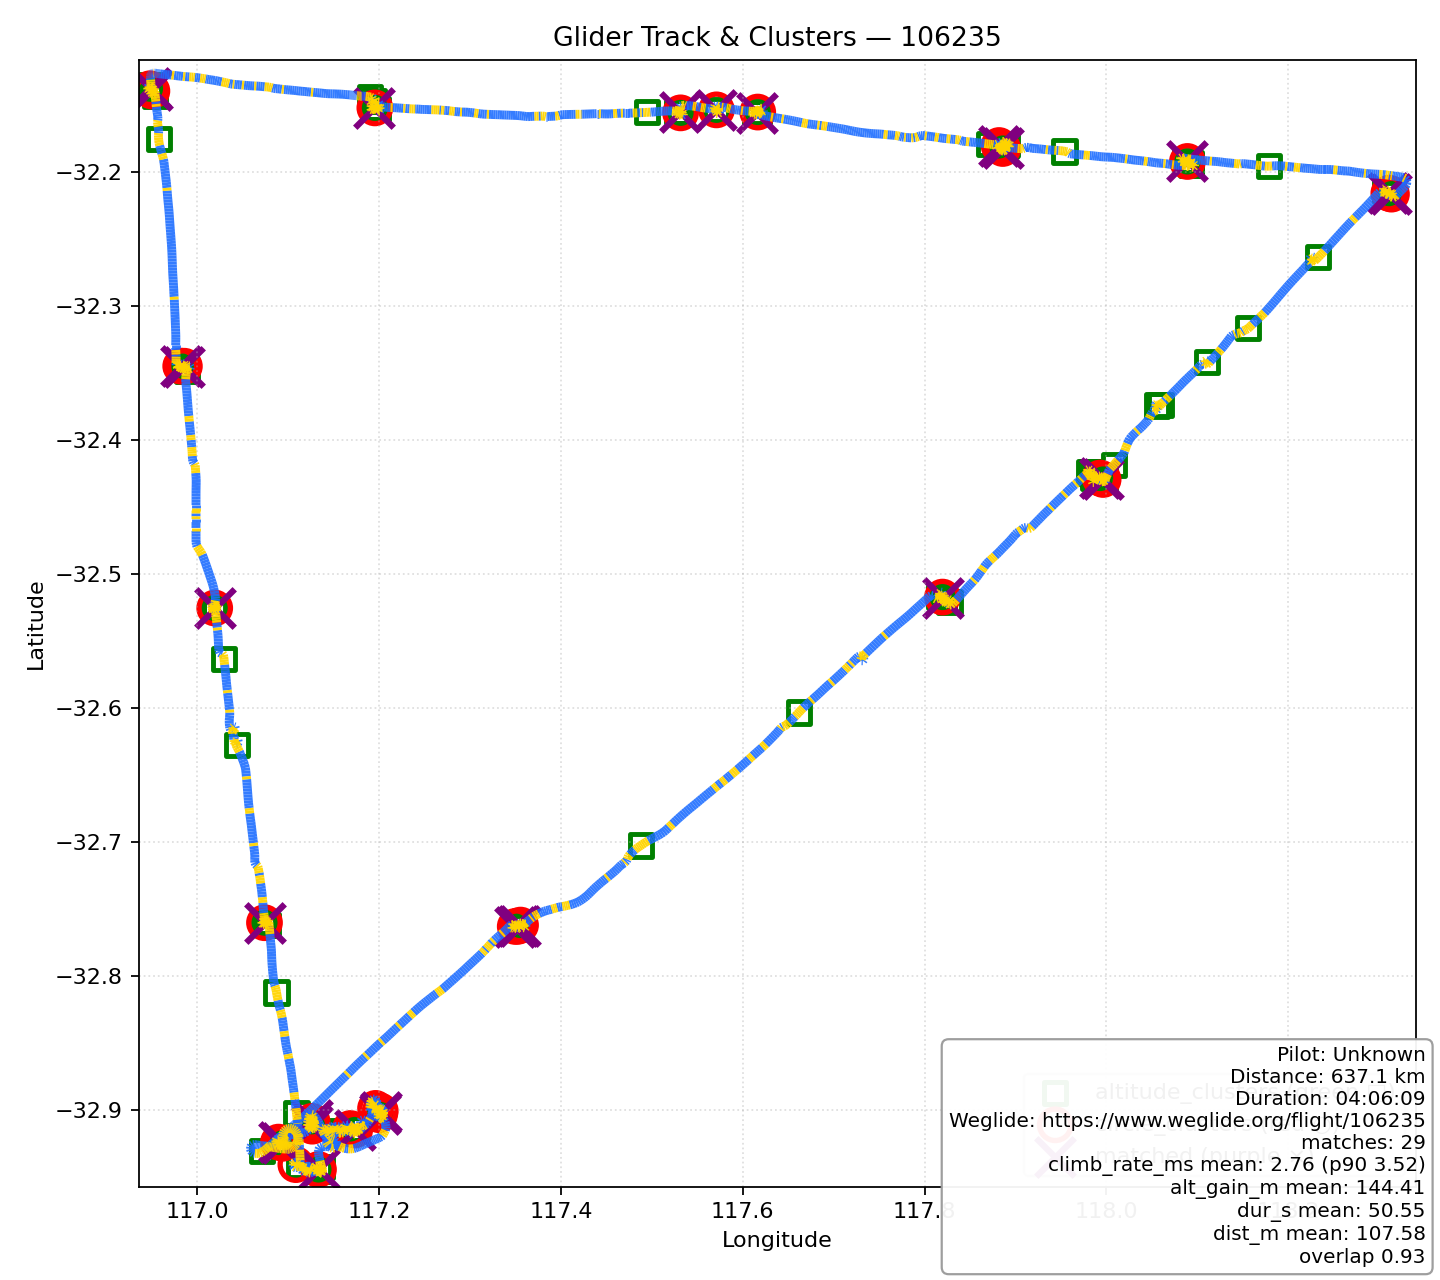 Glider Track & Clusters — 106235
−32.2
−32.3
−32.4
−32.5
−32.6
−32.7
−32.8
−32.9
Latitude
117.0
117.2
117.4
117.6
117.8
118.0
Longitude
Pilot: Unknown
Distance: 637.1 km
Duration: 04:06:09
Weglide: https://www.weglide.org/flight/106235
matches: 29
climb_rate_ms mean: 2.76 (p90 3.52)
alt_gain_m mean: 144.41
dur_s mean: 50.55
dist_m mean: 107.58
overlap 0.93